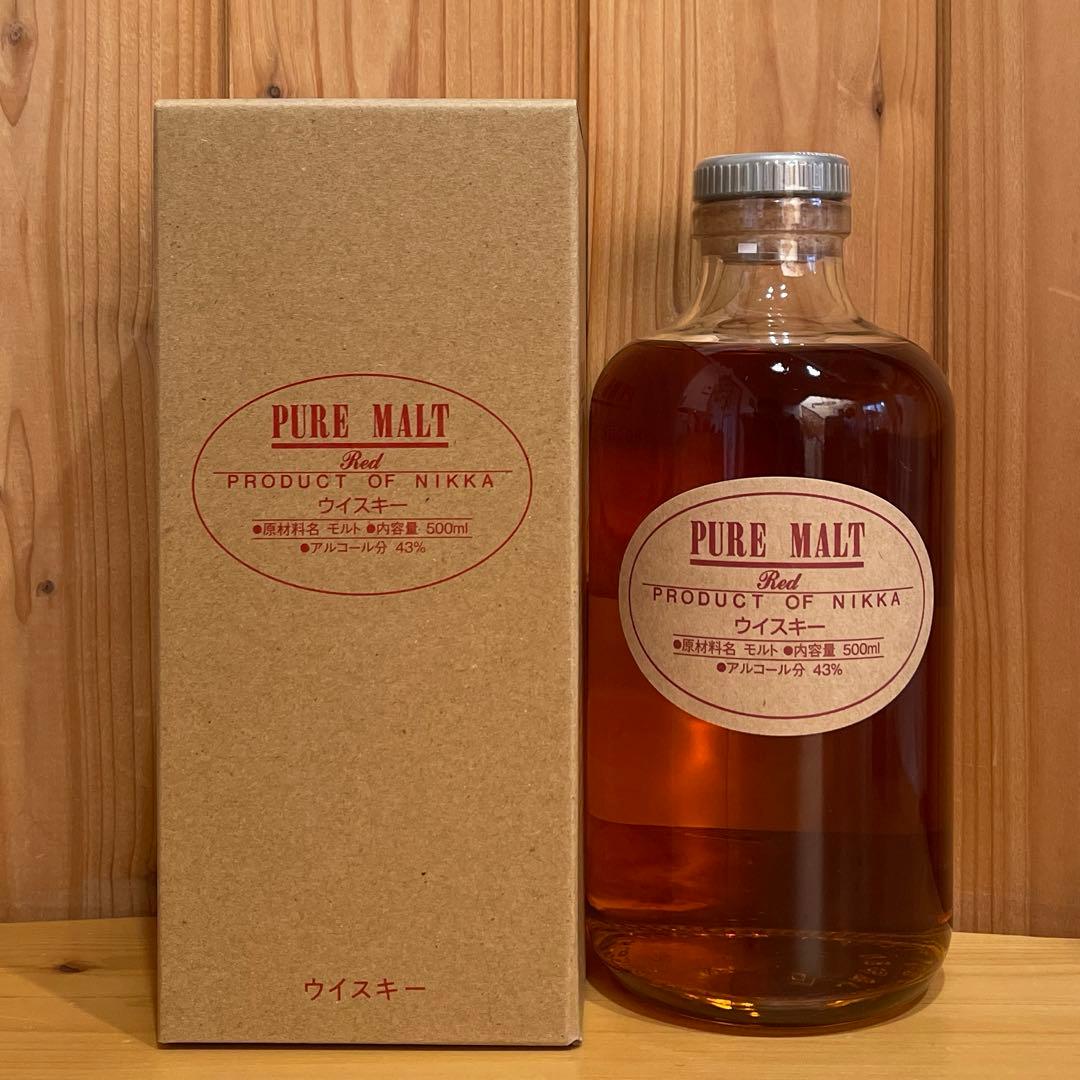 PURE MALT
Red
PRODUCT OF NIKKA
ウイスキー
●原材料名 モルト ●内容量 500ml
●アルコール分 43%
ウイスキー
PURE MALT
Red
PRODUCT OF NIKKA
ウイスキー
●原材料名 モルト ●内容量 500ml
●アルコール分 43%